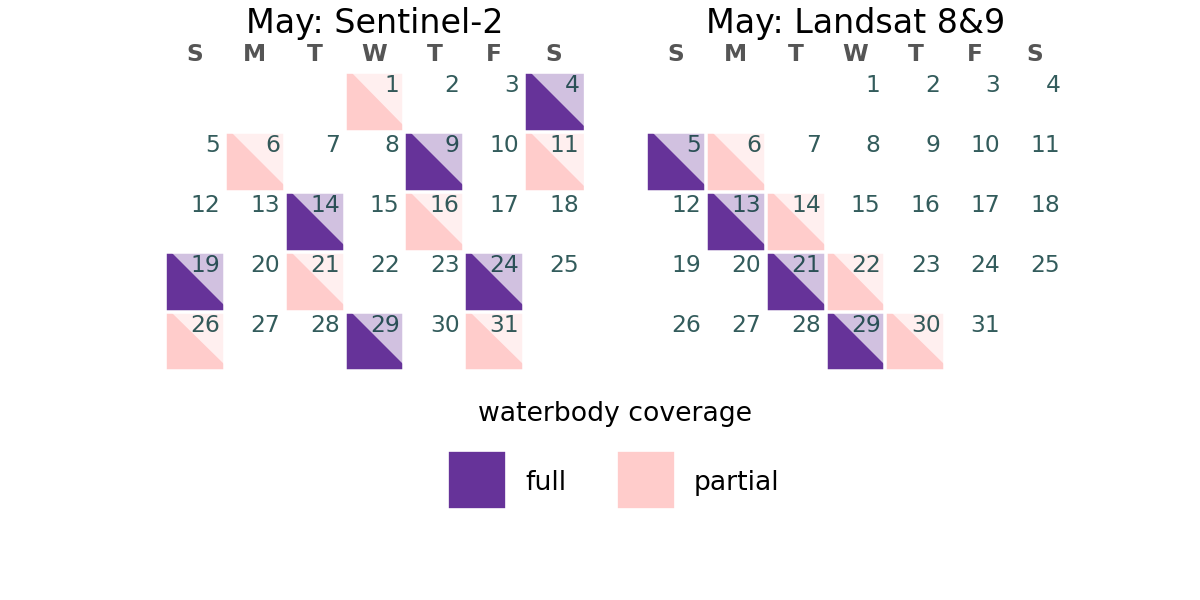 May: Sentinel-2
S M T W T F S
1 2 3 4
5 6 7 8 9 10 11
12 13 14 15 16 17 18
19 20 21 22 23 24 25
26 27 28 29 30 31
May: Landsat 8&9
S M T W T F S
1 2 3 4
5 6 7 8 9 10 11
12 13 14 15 16 17 18
19 20 21 22 23 24 25
26 27 28 29 30 31
waterbody coverage
full partial